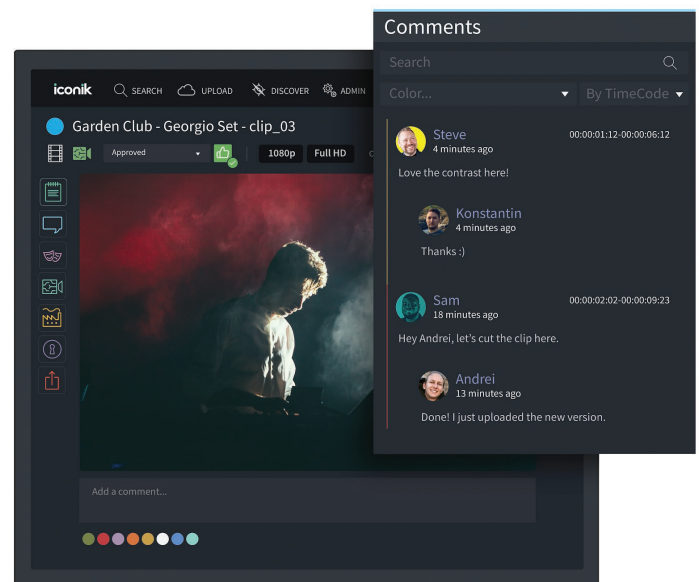 Comments
Search
Color...
By TimeCode
Steve
00:00:01:12-00:00:06:12
4 minutes ago
Love the contrast here!
Konstantin
4 minutes ago
Thanks :)
Sam
00:00:02:02-00:00:09:23
18 minutes ago
Hey Andrei, let's cut the clip here.
Andrei
13 minutes ago
Done! I just uploaded the new version.
iconik
SEARCH
UPLOAD
DISCOVER
ADMIN
Garden Club - Georgio Set - clip_03
Approved
1080p
Full HD
Add a comment...